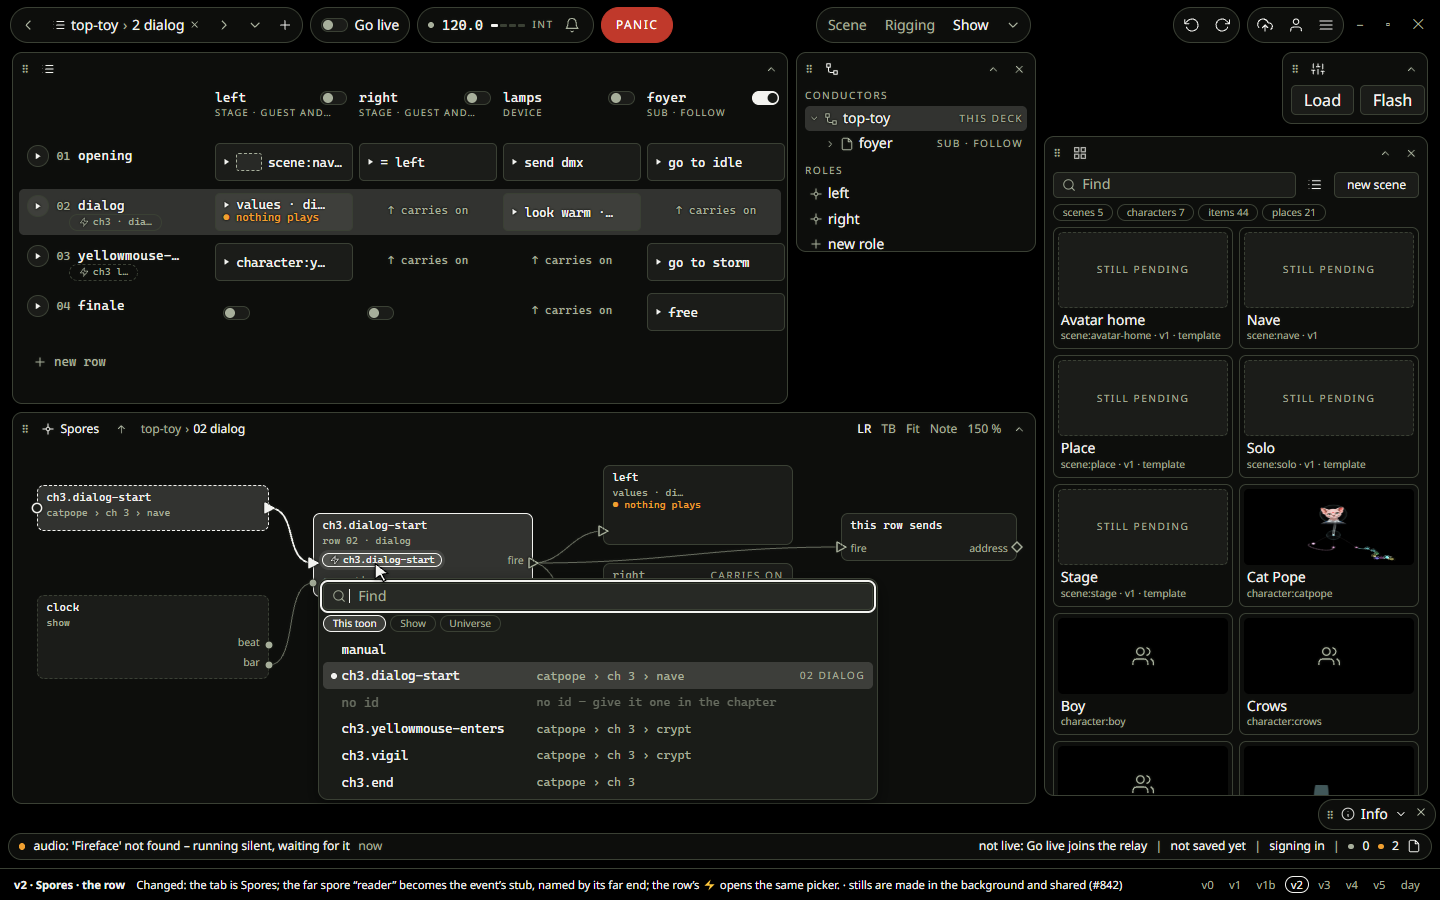 top-toy › 2 dialog ×
Go live
120.0 INT
PANIC
Scene Rigging Show
left right lamps foyer
STAGE · GUEST AND… STAGE · GUEST AND… DEVICE SUB · FOLLOW
01 opening scene:nav… = left send dmx go to idle
02 dialog values · di… ↑ carries on look warm ·… ↑ carries on
ch3 · dia… nothing plays
03 yellowmouse-… character:y… ↑ carries on ↑ carries on go to storm
ch3 l…
04 finale ↑ carries on free
+ new row
CONDUCTORS
top-toy THIS DECK
foyer SUB · FOLLOW
ROLES
left
right
+ new role
Load Flash
Find new scene
scenes 5 characters 7 items 44 places 21
STILL PENDING STILL PENDING
Avatar home Nave
scene:avatar-home · v1 · template scene:nave · v1
STILL PENDING STILL PENDING
Place Solo
scene:place · v1 · template scene:solo · v1 · template
STILL PENDING
Stage Cat Pope
scene:stage · v1 · template character:catpope
Boy Crows
character:boy character:crows
Spores ↑ top-toy › 02 dialog LR TB Fit Note 150 %
ch3.dialog-start
catpope › ch 3 › nave
clock
show
beat
bar
ch3.dialog-start
row 02 · dialog
ch3.dialog-start fire
left
values · di…
nothing plays
right CARRIES ON
this row sends
fire address
Find
This toon Show Universe
manual
ch3.dialog-start catpope › ch 3 › nave 02 DIALOG
no id no id — give it one in the chapter
ch3.yellowmouse-enters catpope › ch 3 › crypt
ch3.vigil catpope › ch 3 › crypt
ch3.end catpope › ch 3
Info
audio: 'Fireface' not found – running silent, waiting for it now
not live: Go live joins the relay | not saved yet | signing in | 0 2
v2 · Spores · the row Changed: the tab is Spores; the far spore “reader” becomes the event’s stub, named by its far end; the row’s ⚡ opens the same picker. · stills are made in the background and shared (#842)
v0 v1 v1b v2 v3 v4 v5 day